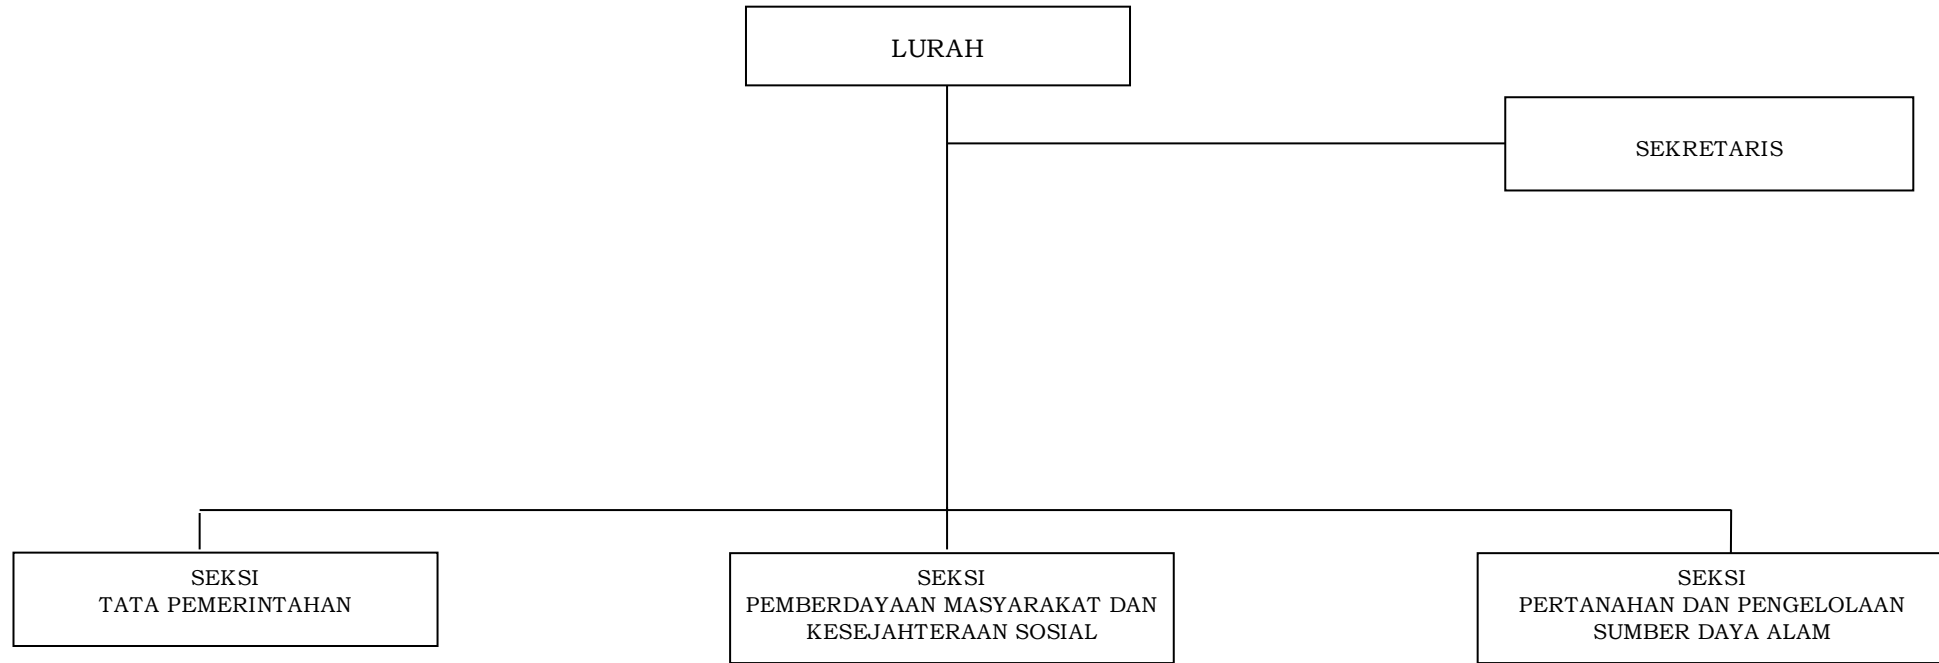 LURAH
SEKRETARIS
SEKSI
TATA PEMERINTAHAN
SEKSI
PEMBERDAYAAN MASYARAKAT DAN
KESEJAHTERAAN SOSIAL
SEKSI
PERTANAHAN DAN PENGELOLAAN
SUMBER DAYA ALAM